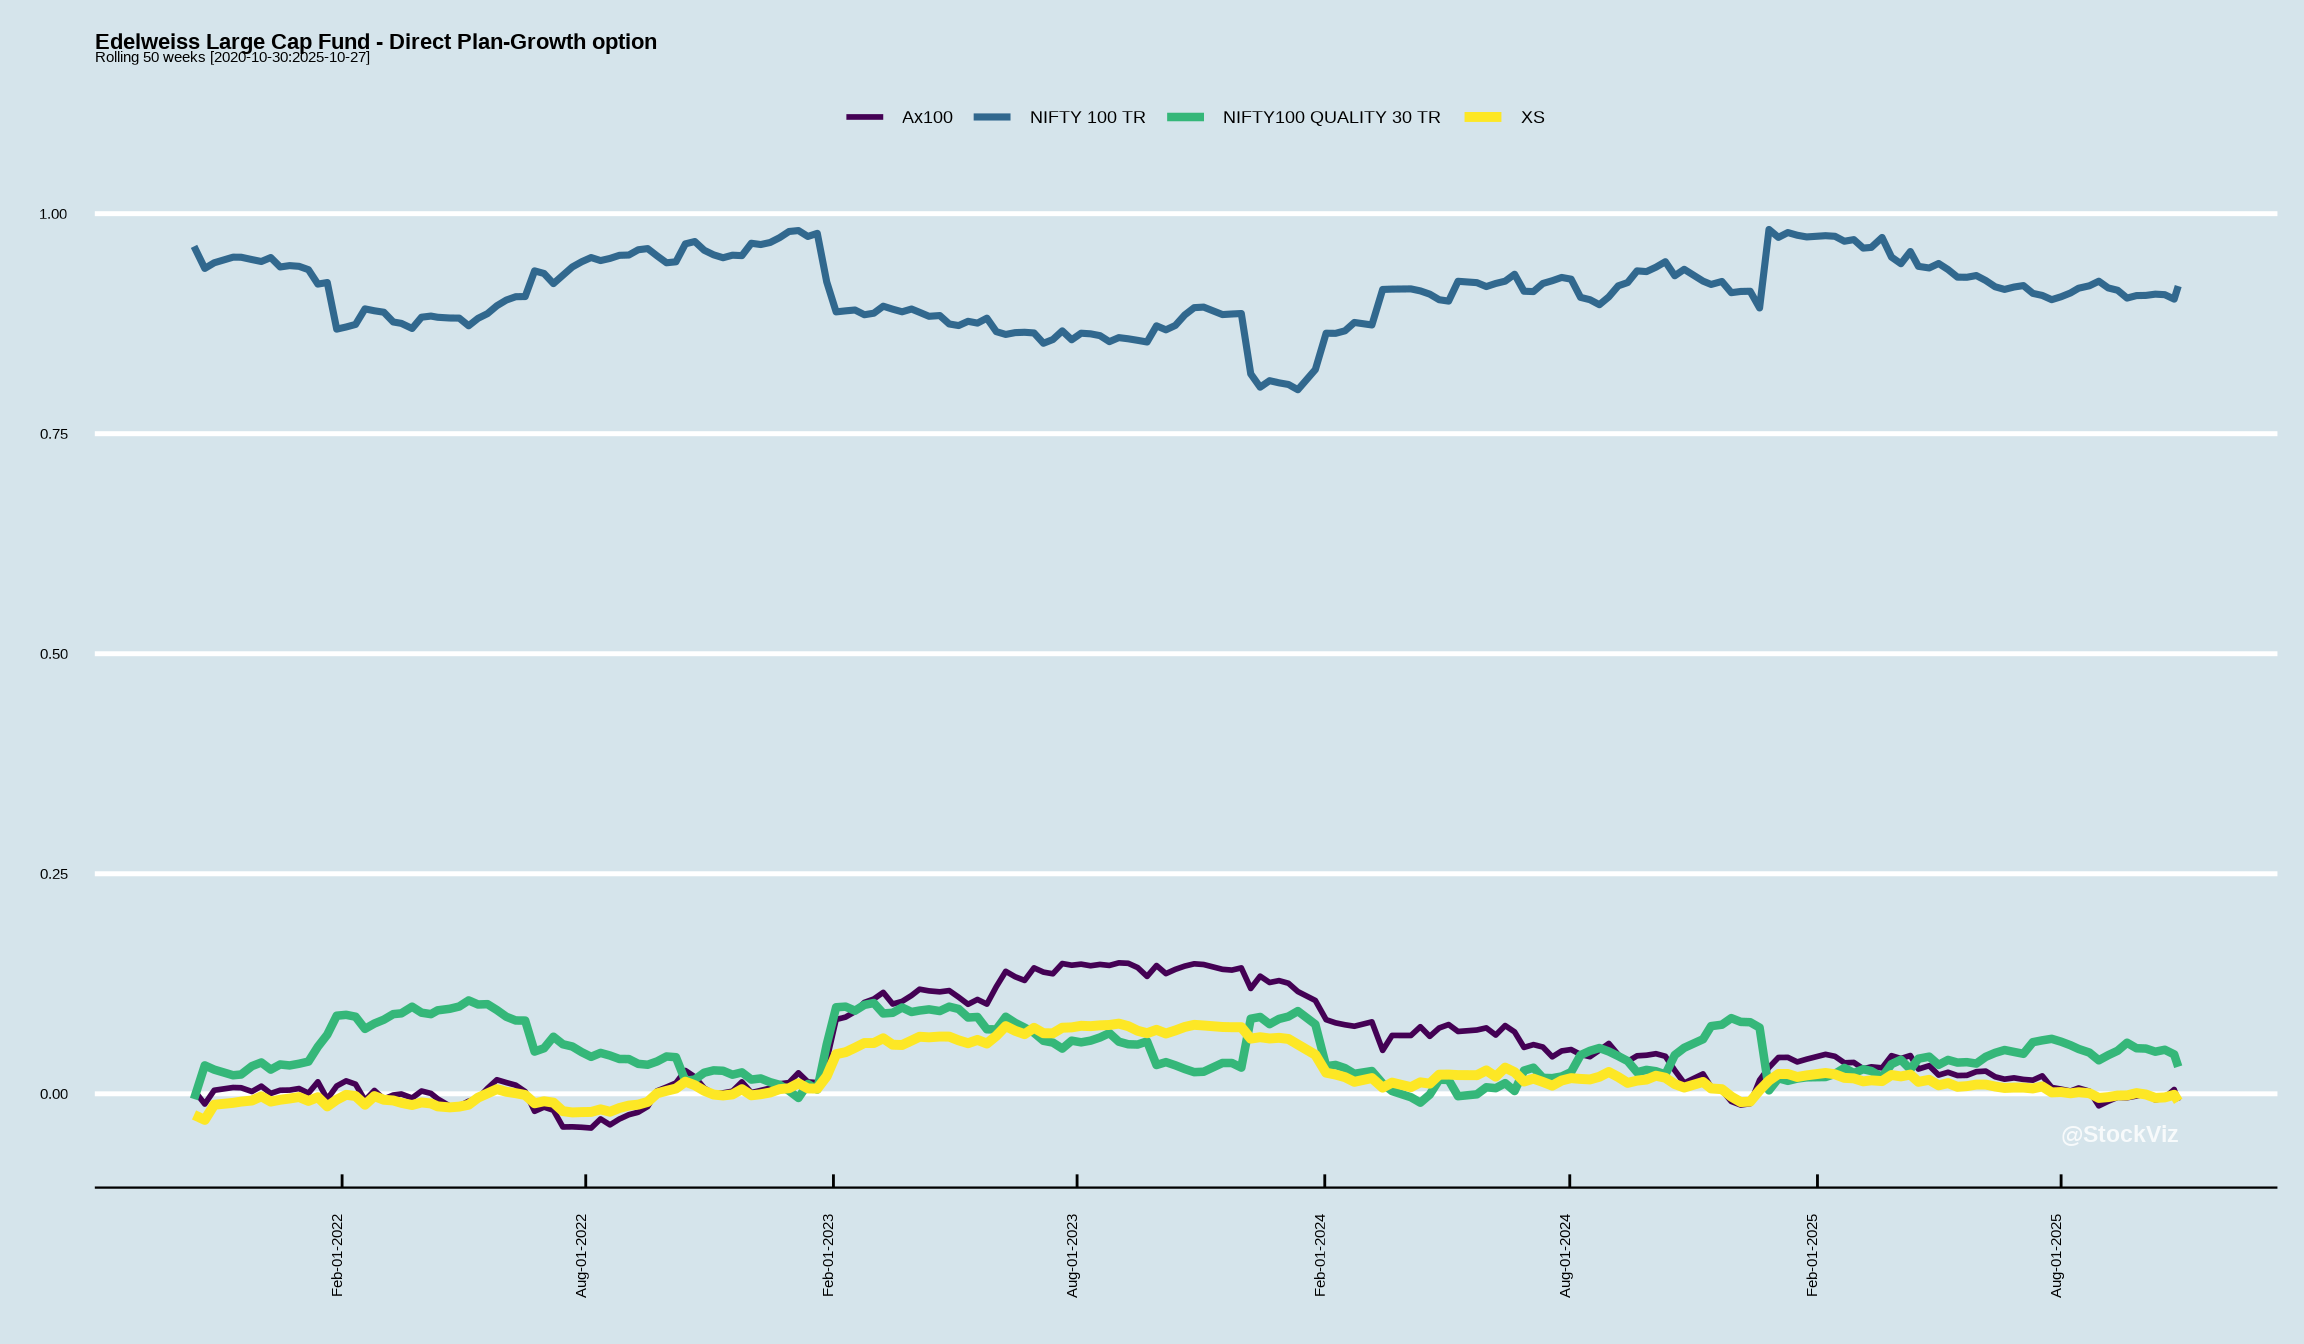 Edelweiss Large Cap Fund - Direct Plan-Growth option
Rolling 50 weeks [2020-10-30:2025-10-27]
Ax100 NIFTY 100 TR NIFTY100 QUALITY 30 TR XS
1.00
0.75
0.50
0.25
0.00
@StockViz
Feb-01-2022
Aug-01-2022
Feb-01-2023
Aug-01-2023
Feb-01-2024
Aug-01-2024
Feb-01-2025
Aug-01-2025